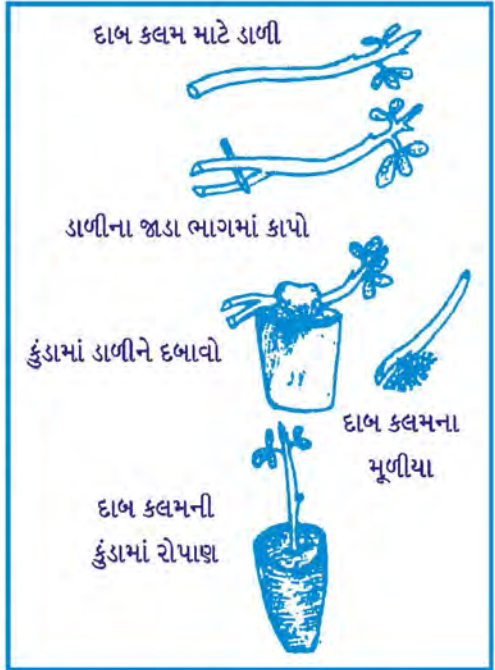 દાબ કલમ માટે ડાળી
ડાળીના જાડા ભાગમાં કાપો
કુંડામાં ડાળીને દબાવો
દાબ કલમના
મૂળીયા
દાબ કલમની
કુંડામાં રોપાણ